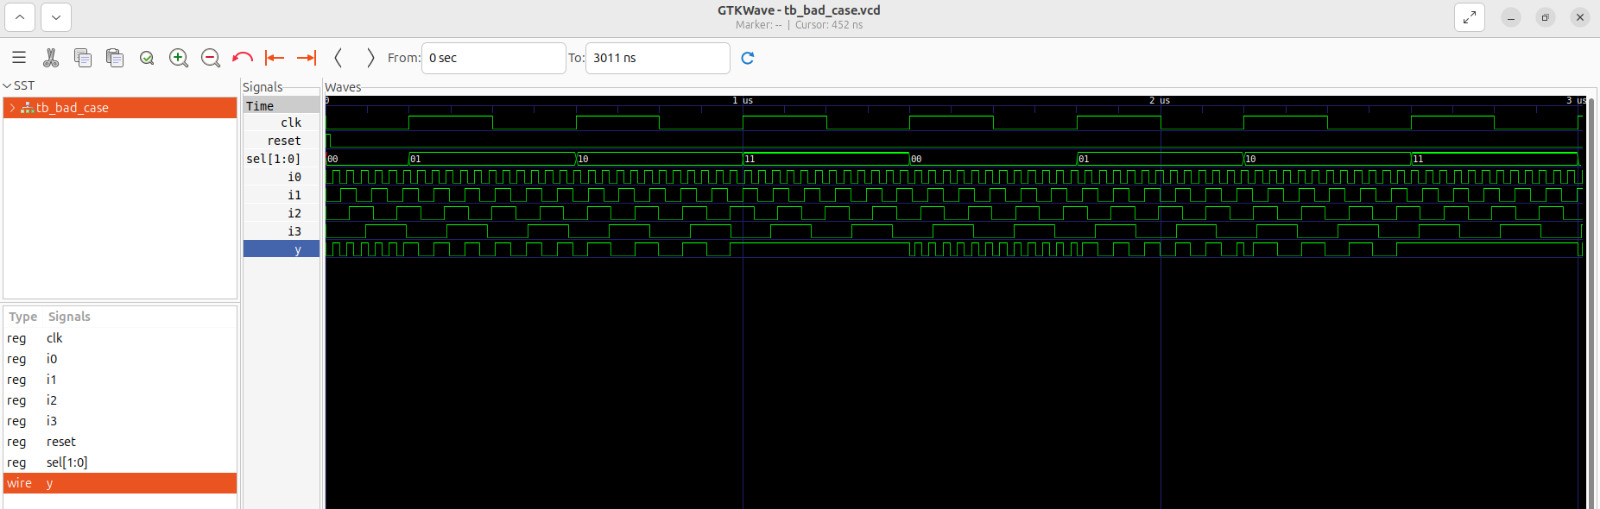 GTKWave - tb_bad_case.vcd
Marker: -- | Cursor: 452 ns
From: 0 sec To: 3011 ns
SST
tb_bad_case
Type Signals
reg clk
reg i0
reg i1
reg i2
reg i3
reg reset
reg sel[1:0]
wire y
Signals
Time
clk
reset
sel[1:0]
i0
i1
i2
i3
y
Waves
0 1 us 2 us 3 us
00 01 10 11 00 01 10 11